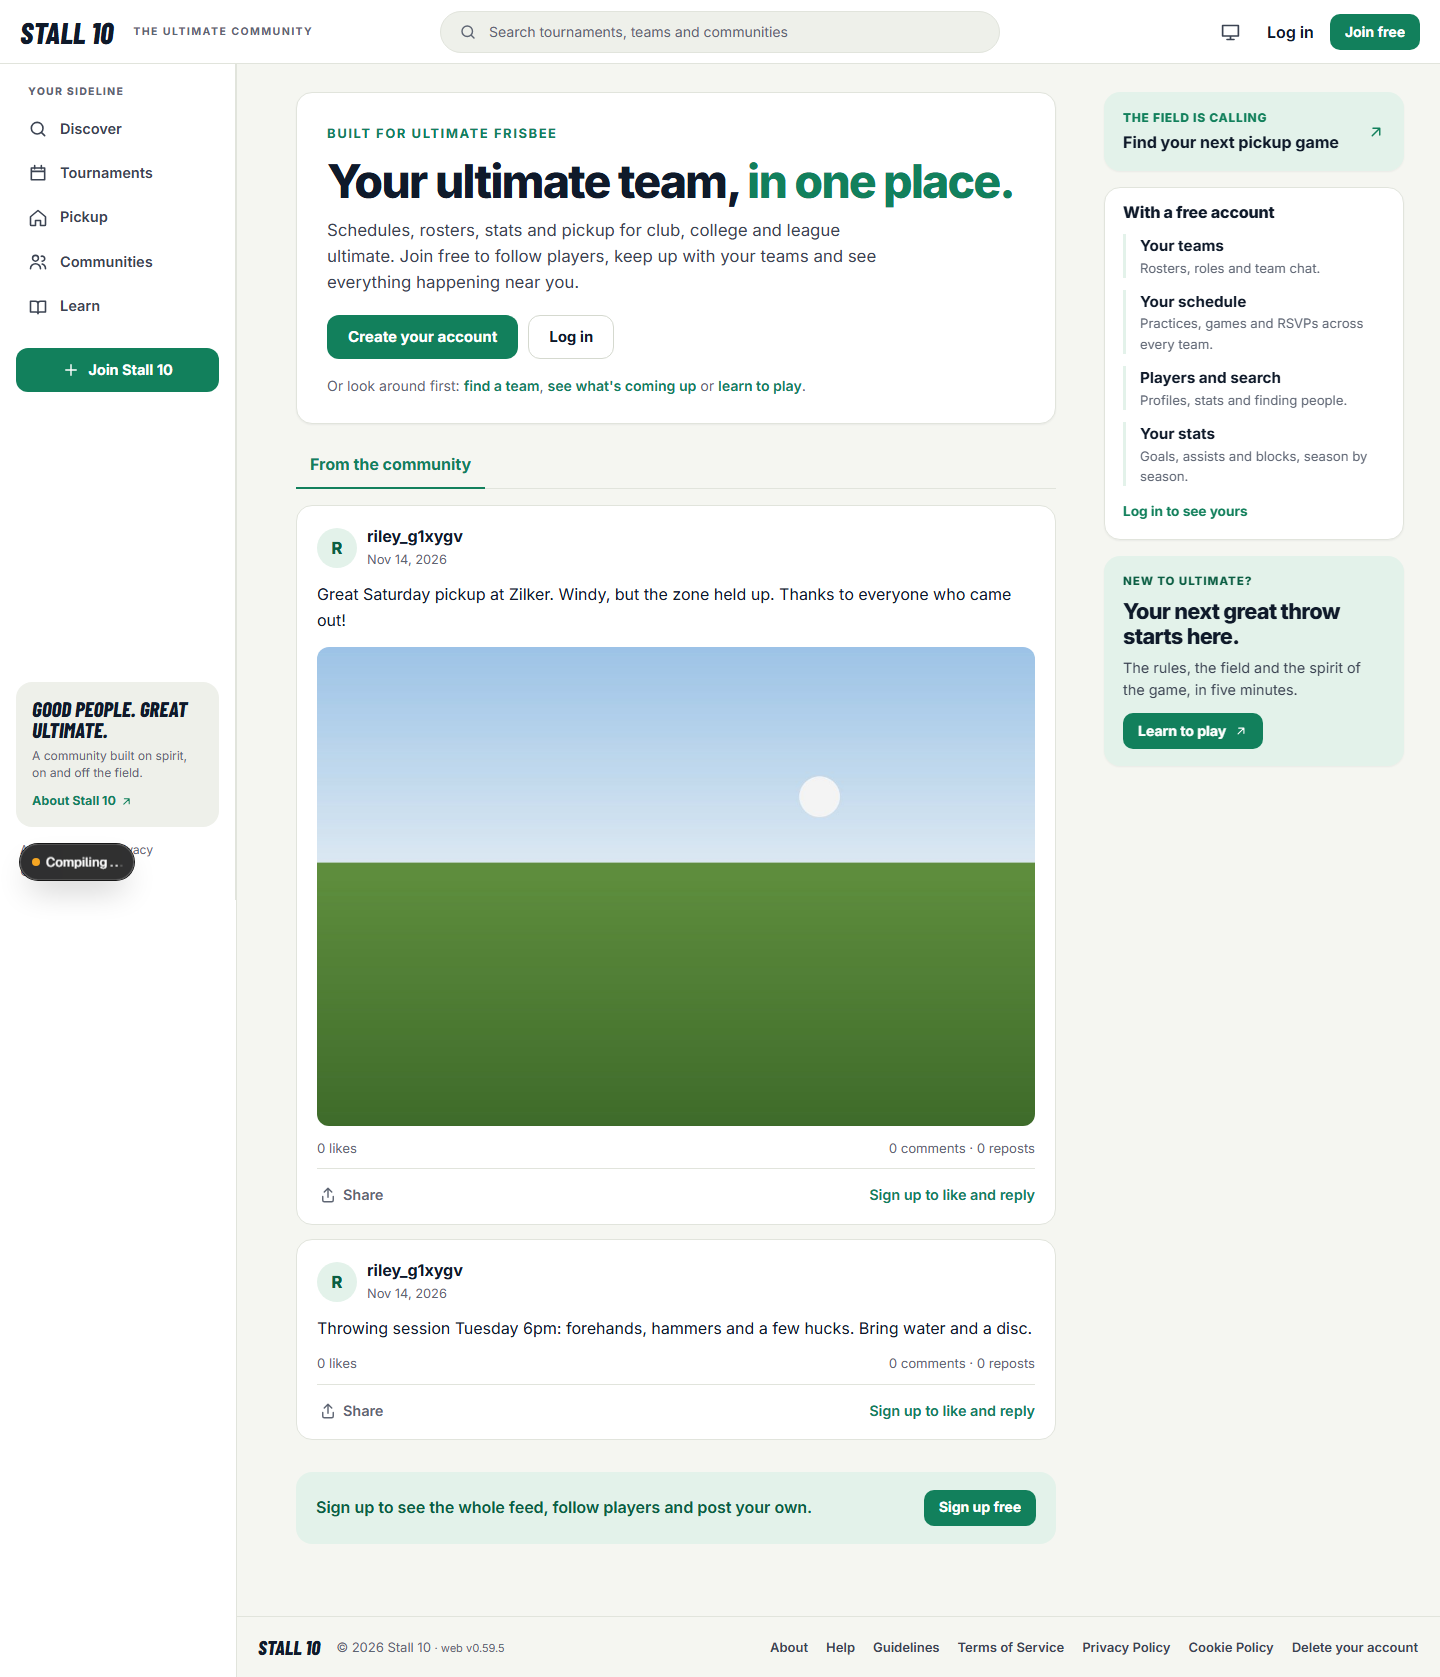 STALL 10
THE ULTIMATE COMMUNITY
Search tournaments, teams and communities
Log in
Join free
YOUR SIDELINE
Discover
Tournaments
Pickup
Communities
Learn
Join Stall 10
GOOD PEOPLE. GREAT
ULTIMATE.
A community built on spirit,
on and off the field.
About Stall 10
Compiling ...
BUILT FOR ULTIMATE FRISBEE
Your ultimate team, in one place.
Schedules, rosters, stats and pickup for club, college and league
ultimate. Join free to follow players, keep up with your teams and see
everything happening near you.
Create your account
Log in
Or look around first: find a team, see what's coming up or learn to play.
From the community
R
riley_g1xygv
Nov 14, 2026
Great Saturday pickup at Zilker. Windy, but the zone held up. Thanks to everyone who came
out!
0 likes
0 comments · 0 reposts
Share
Sign up to like and reply
R
riley_g1xygv
Nov 14, 2026
Throwing session Tuesday 6pm: forehands, hammers and a few hucks. Bring water and a disc.
0 likes
0 comments · 0 reposts
Share
Sign up to like and reply
Sign up to see the whole feed, follow players and post your own.
Sign up free
THE FIELD IS CALLING
Find your next pickup game
With a free account
Your teams
Rosters, roles and team chat.
Your schedule
Practices, games and RSVPs across
every team.
Players and search
Profiles, stats and finding people.
Your stats
Goals, assists and blocks, season by
season.
Log in to see yours
NEW TO ULTIMATE?
Your next great throw
starts here.
The rules, the field and the spirit of
the game, in five minutes.
Learn to play
STALL 10
© 2026 Stall 10 · web v0.59.5
About
Help
Guidelines
Terms of Service
Privacy Policy
Cookie Policy
Delete your account